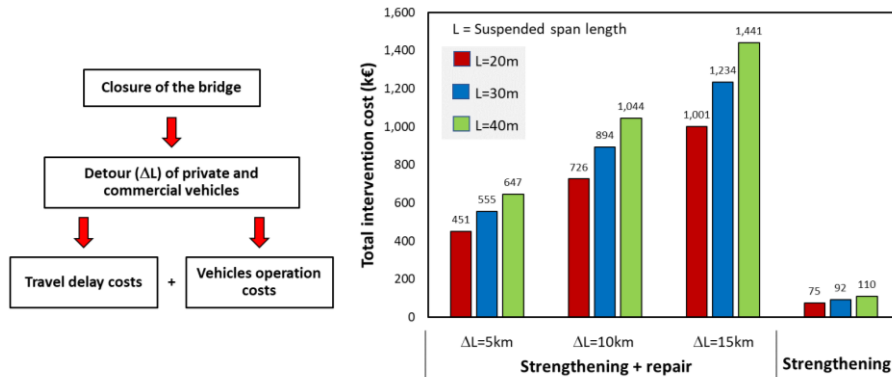 Closure of the bridge
Detour (ΔL) of private and
commercial vehicles
Travel delay costs
+
Vehicles operation
costs
Total intervention cost (k€)
1,600
1,400
1,200
1,000
800
600
400
200
0
L = Suspended span length
L=20m
L=30m
L=40m
451
555
647
726
894
1,044
1,001
1,234
1,441
75
92
110
ΔL=5km
ΔL=10km
ΔL=15km
Strengthening + repair
Strengthening